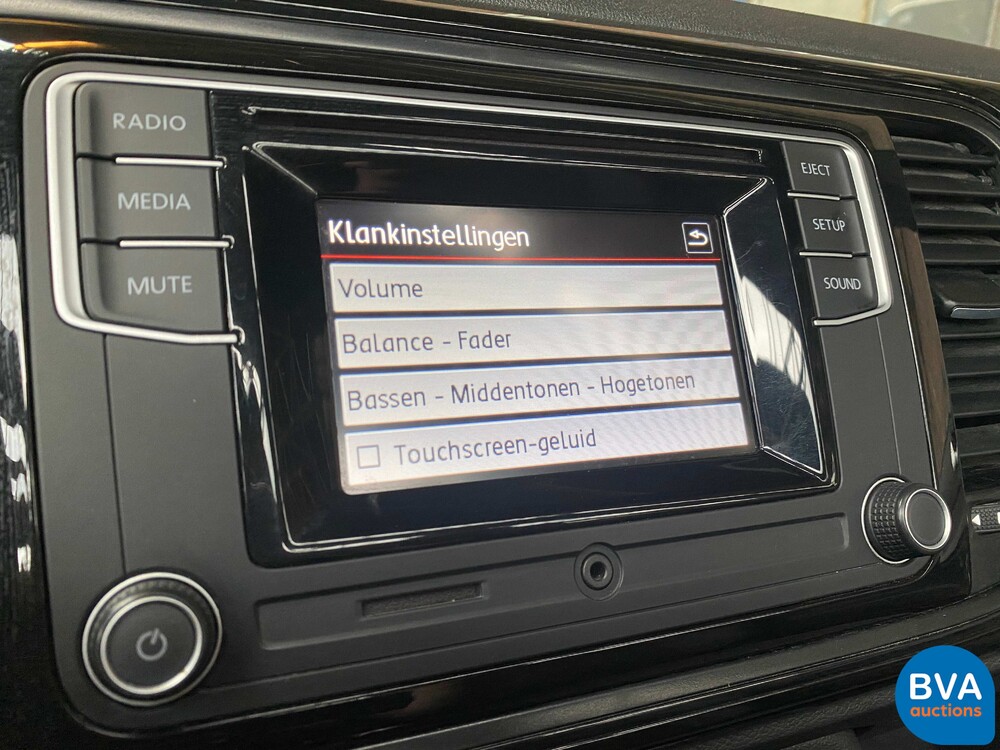 RADIO
MEDIA
MUTE
Klankinstellingen
Volume
Balance - Fader
Bassen - Middentonen - Hogetonen
Touchscreen-geluid
EJECT
SETUP
SOUND
BVA
auctions